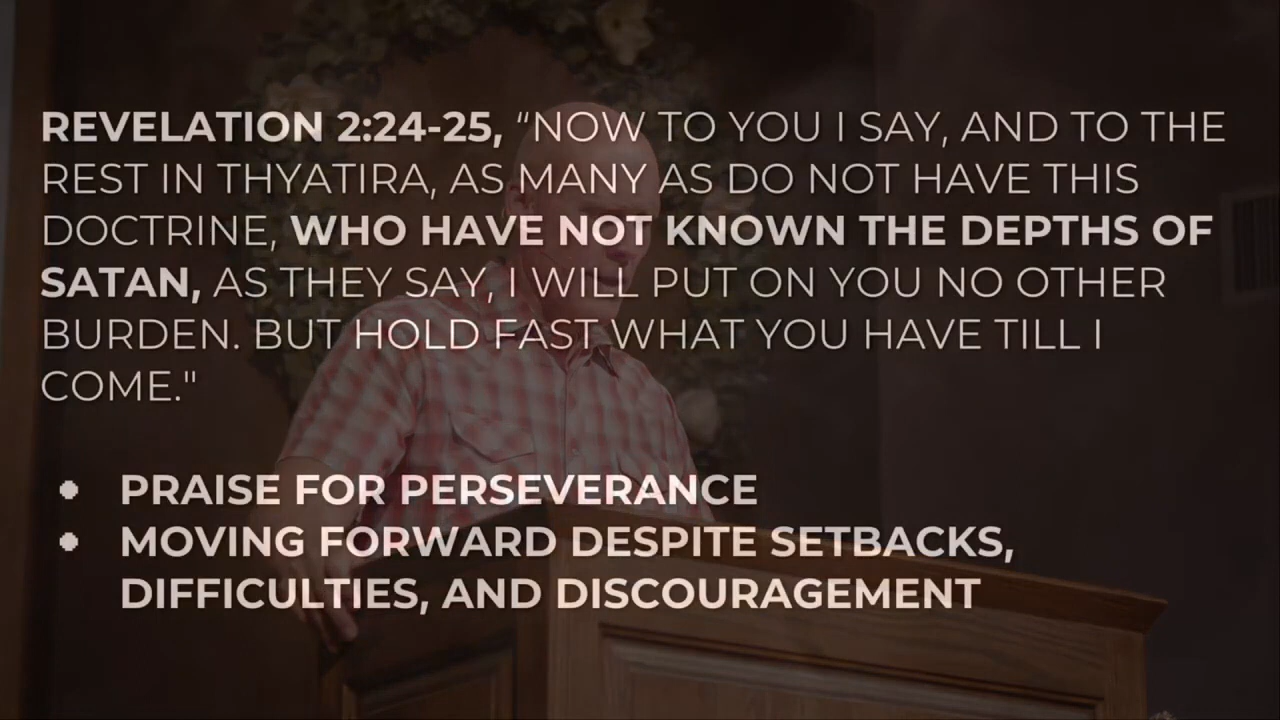 REVELATION 2:24-25, “NOW TO YOU I SAY, AND TO THE
REST IN THYATIRA, AS MANY AS DO NOT HAVE THIS
DOCTRINE, WHO HAVE NOT KNOWN THE DEPTHS OF
SATAN, AS THEY SAY, I WILL PUT ON YOU NO OTHER
BURDEN. BUT HOLD FAST WHAT YOU HAVE TILL I
COME."
● PRAISE FOR PERSEVERANCE
● MOVING FORWARD DESPITE SETBACKS,
DIFFICULTIES, AND DISCOURAGEMENT